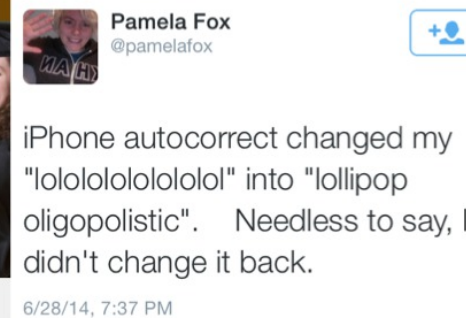 Pamela Fox
@pamelafox
iPhone autocorrect changed my
"lolololololololol" into "lollipop
oligopolistic". Needless to say,
didn't change it back.
6/28/14, 7:37 PM